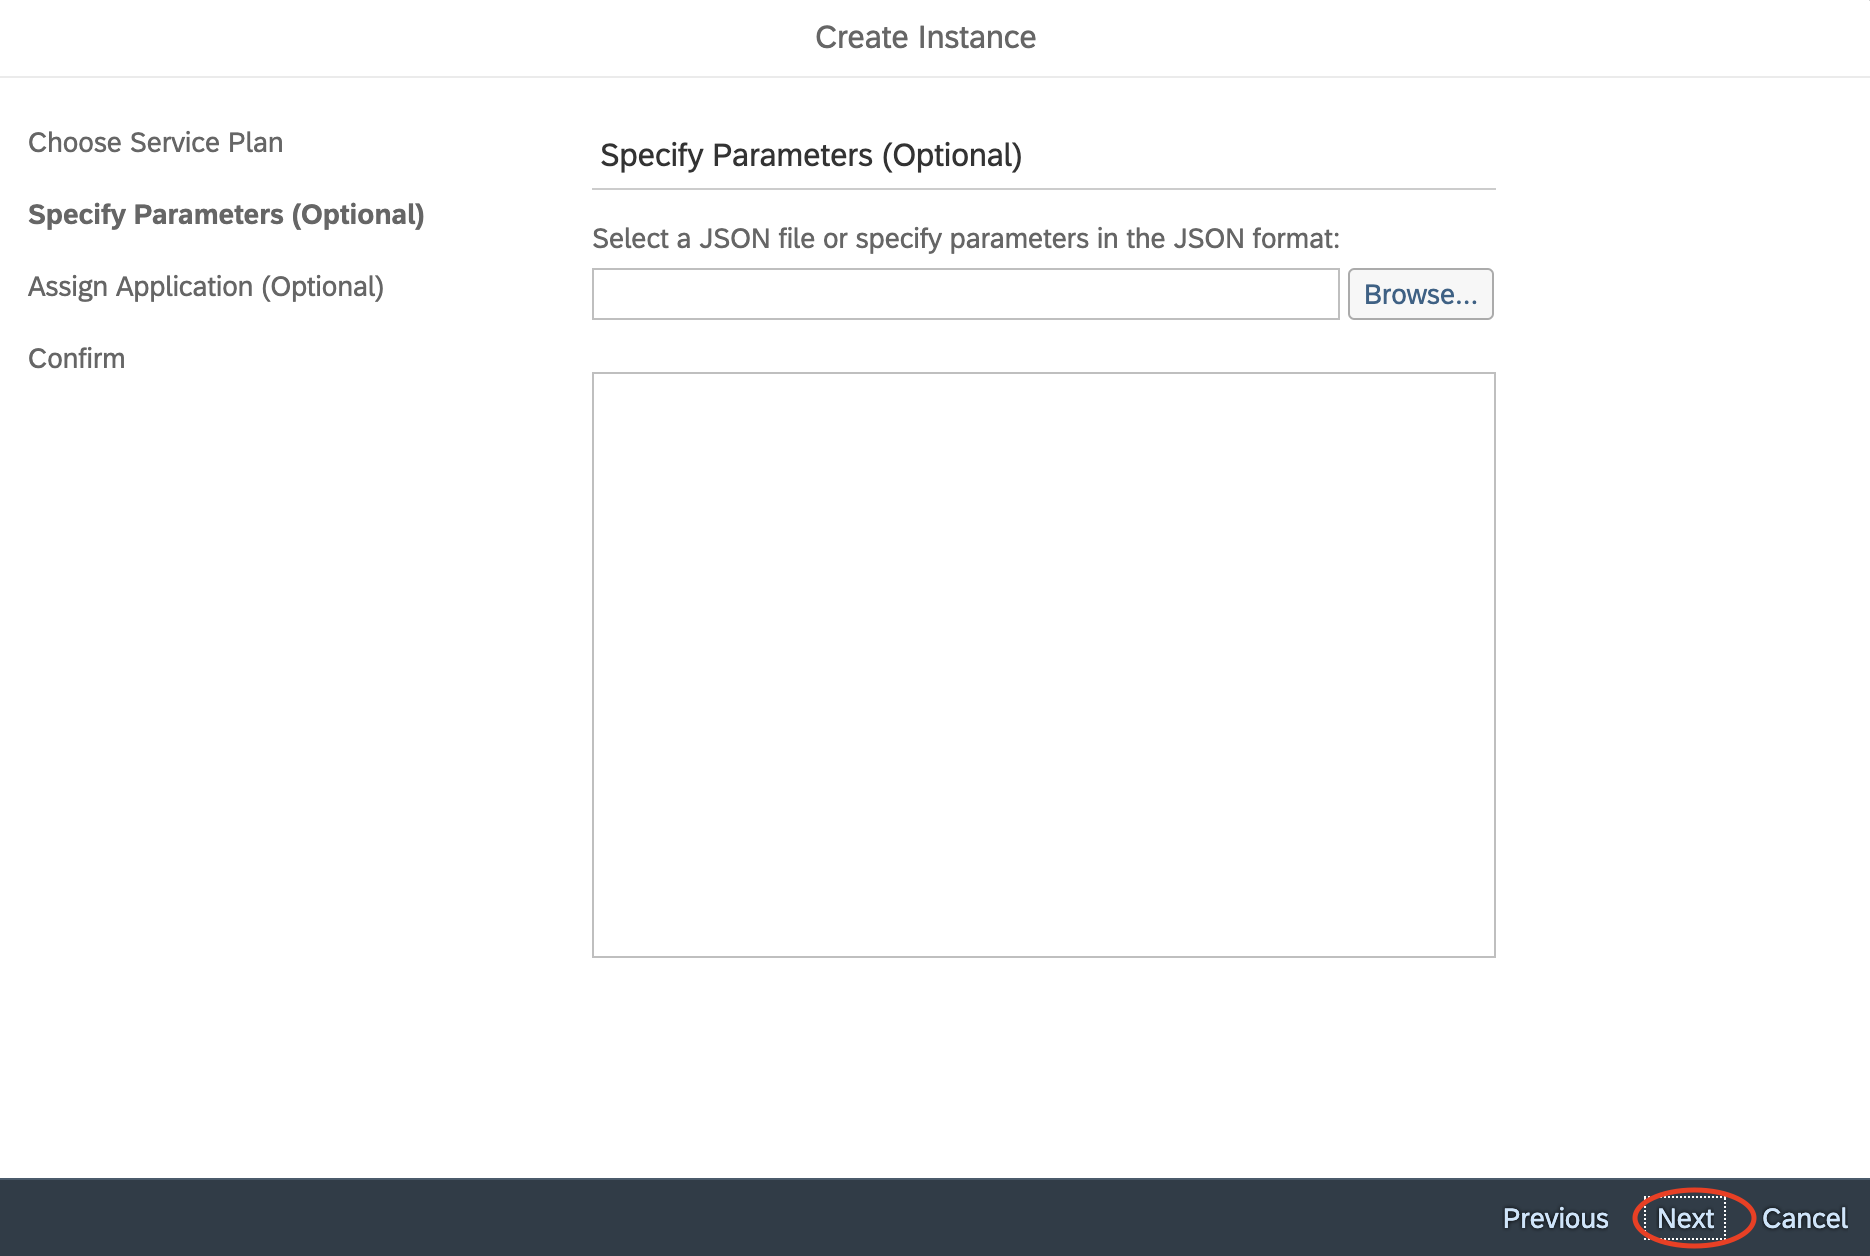 Create Instance
Choose Service Plan
Specify Parameters (Optional)
Assign Application (Optional)
Confirm
Specify Parameters (Optional)
Select a JSON file or specify parameters in the JSON format:
Browse...
Previous Next Cancel